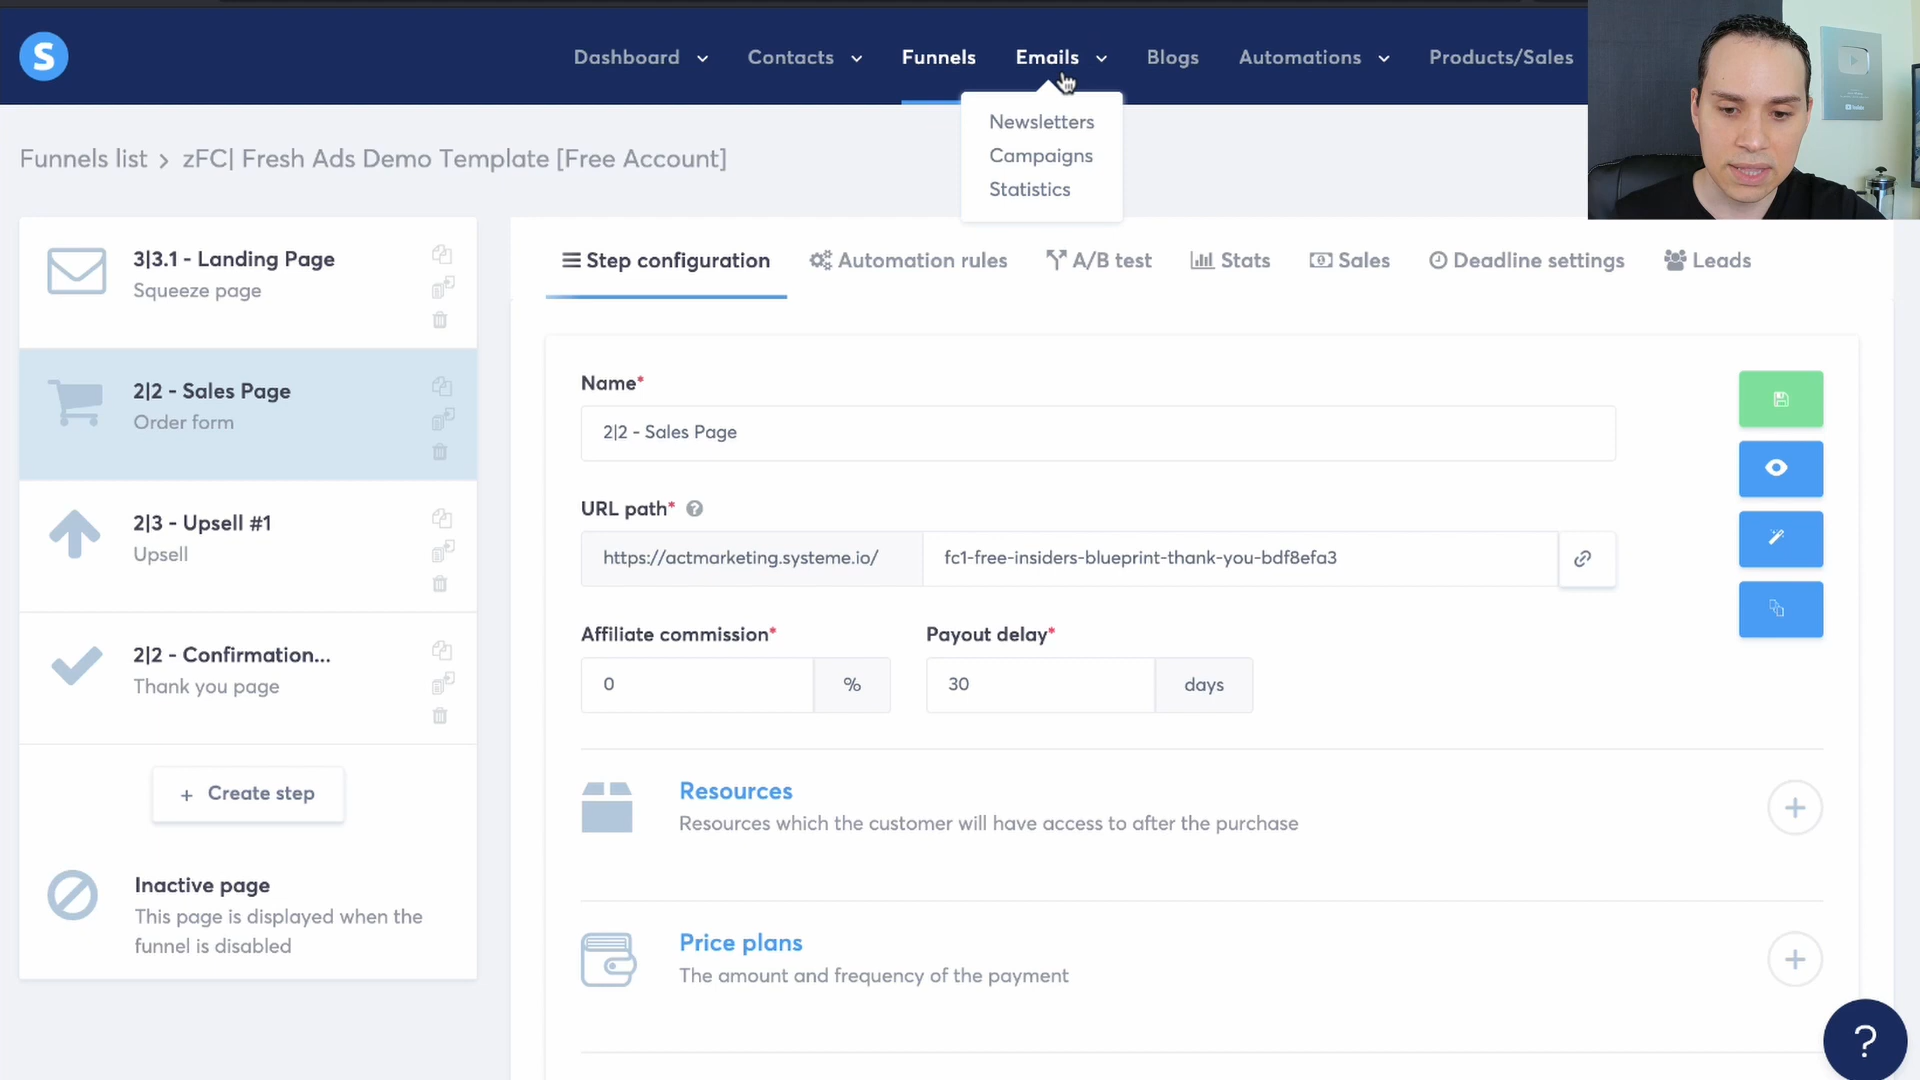 S
Dashboard
Contacts
Funnels
Emails
Blogs
Automations
Products/Sales
Newsletters
Campaigns
Statistics
Funnels list > zFC| Fresh Ads Demo Template [Free Account]
3|3.1 - Landing Page
Squeeze page
2|2 - Sales Page
Order form
2|3 - Upsell #1
Upsell
2|2 - Confirmation...
Thank you page
+ Create step
Inactive page
This page is displayed when the
funnel is disabled
Step configuration
Automation rules
A/B test
Stats
Sales
Deadline settings
Leads
Name*
2|2 - Sales Page
URL path* ?
https://actmarketing.systeme.io/
fc1-free-insiders-blueprint-thank-you-bdf8efa3
Affiliate commission*
Payout delay*
0 %
30 days
Resources
Resources which the customer will have access to after the purchase
Price plans
The amount and frequency of the payment
?